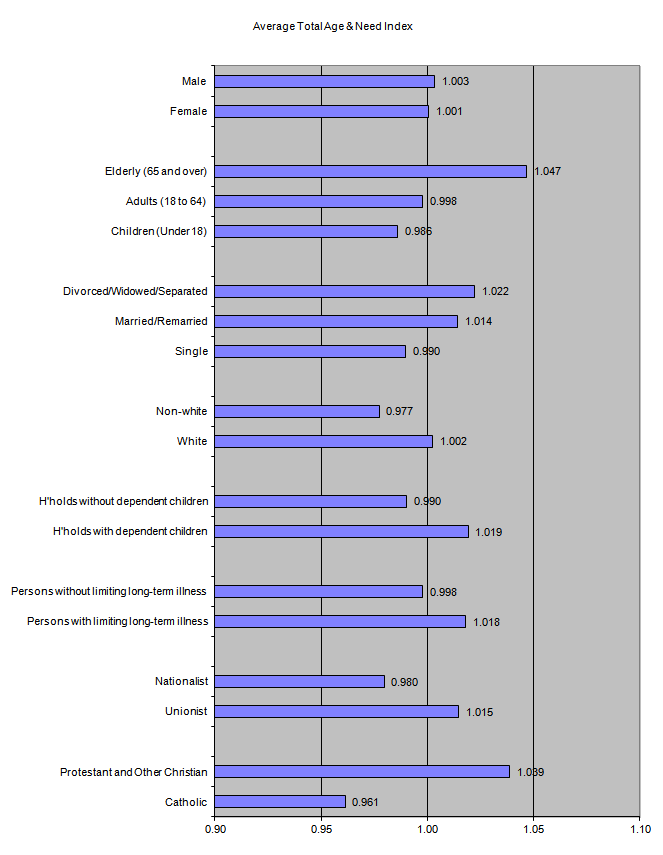 Average Total Age & Need Index
Male 1.003
Female 1.001
Elderly (65 and over) 1.047
Adults (18 to 64) 0.998
Children (Under 18) 0.986
Divorced/Widowed/Separated 1.022
Married/Remarried 1.014
Single 0.990
Non-white 0.977
White 1.002
H'holds without dependent children 0.990
H'holds with dependent children 1.019
Persons without limiting long-term illness 0.998
Persons with limiting long-term illness 1.018
Nationalist 0.980
Unionist 1.015
Protestant and Other Christian 1.039
Catholic 0.961
0.90 0.95 1.00 1.05 1.10